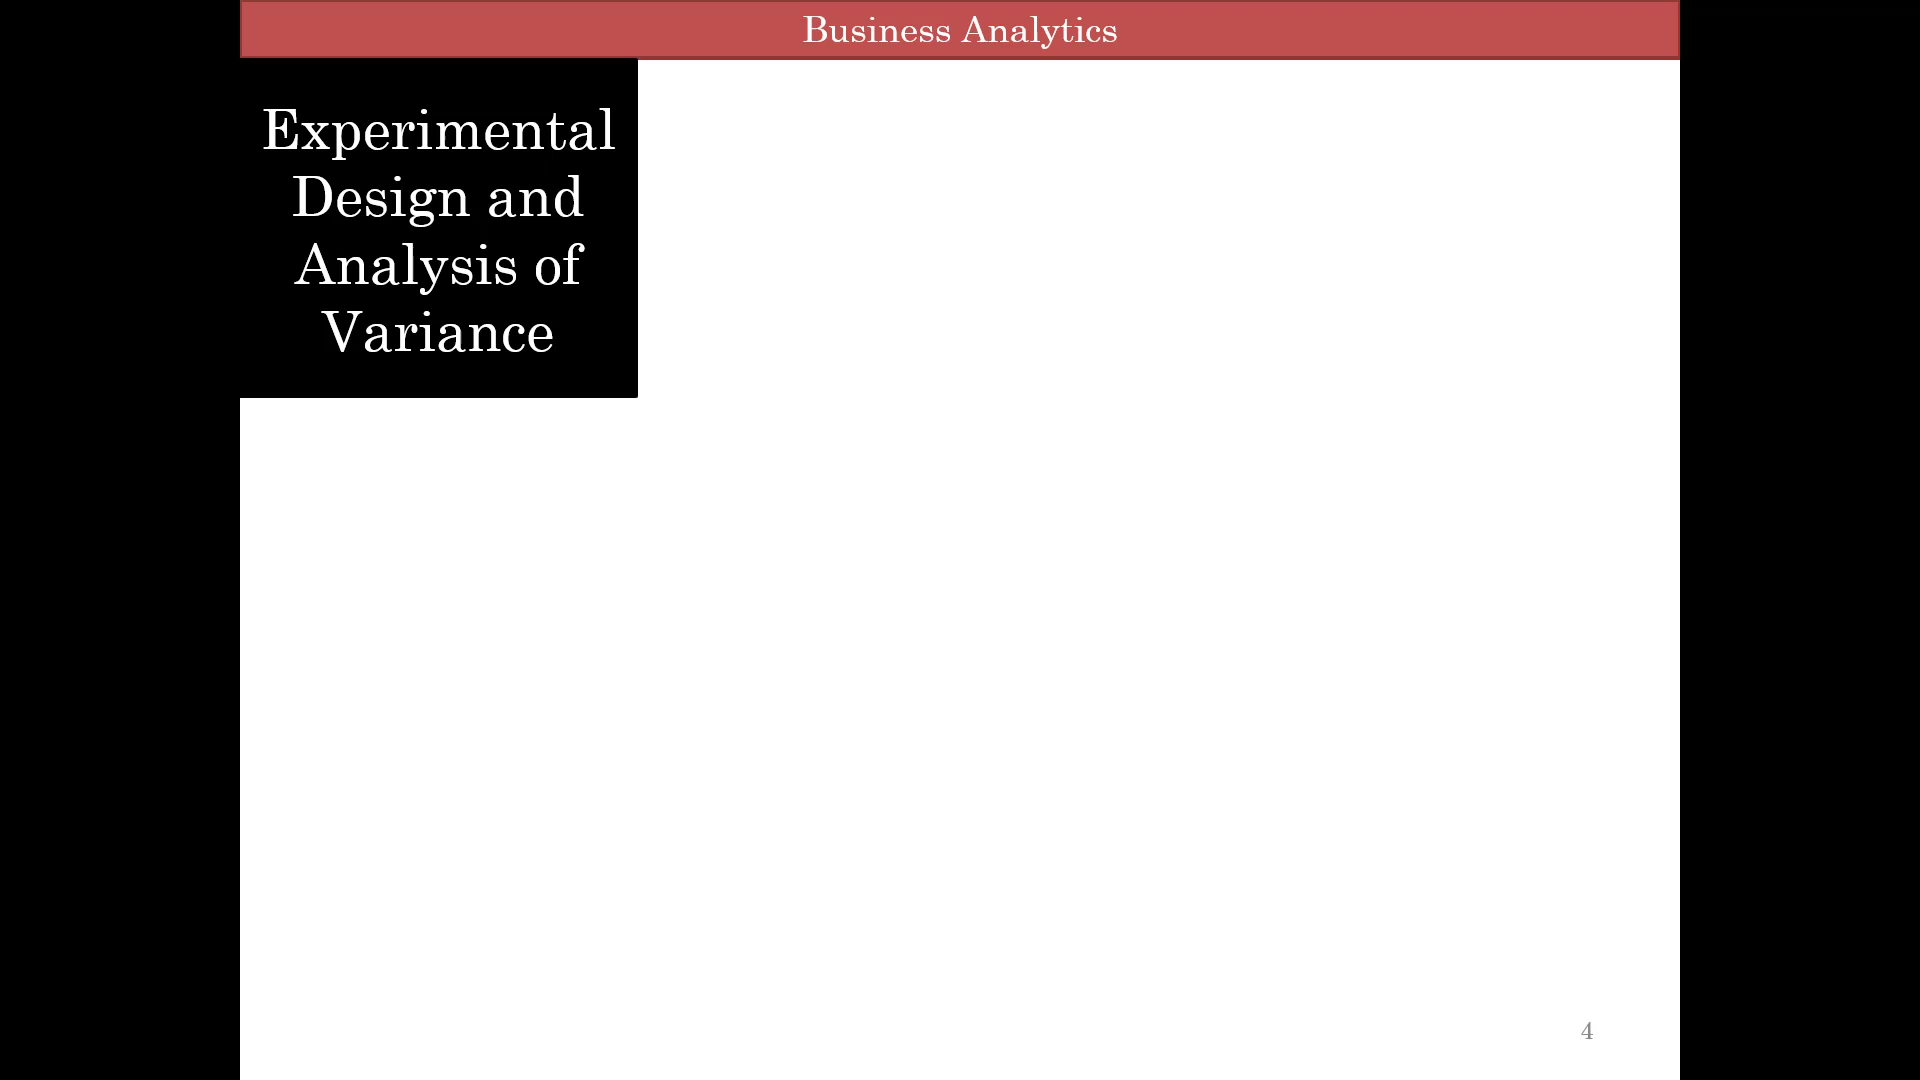 Business Analytics
Experimental
Design and
Analysis of
Variance
4